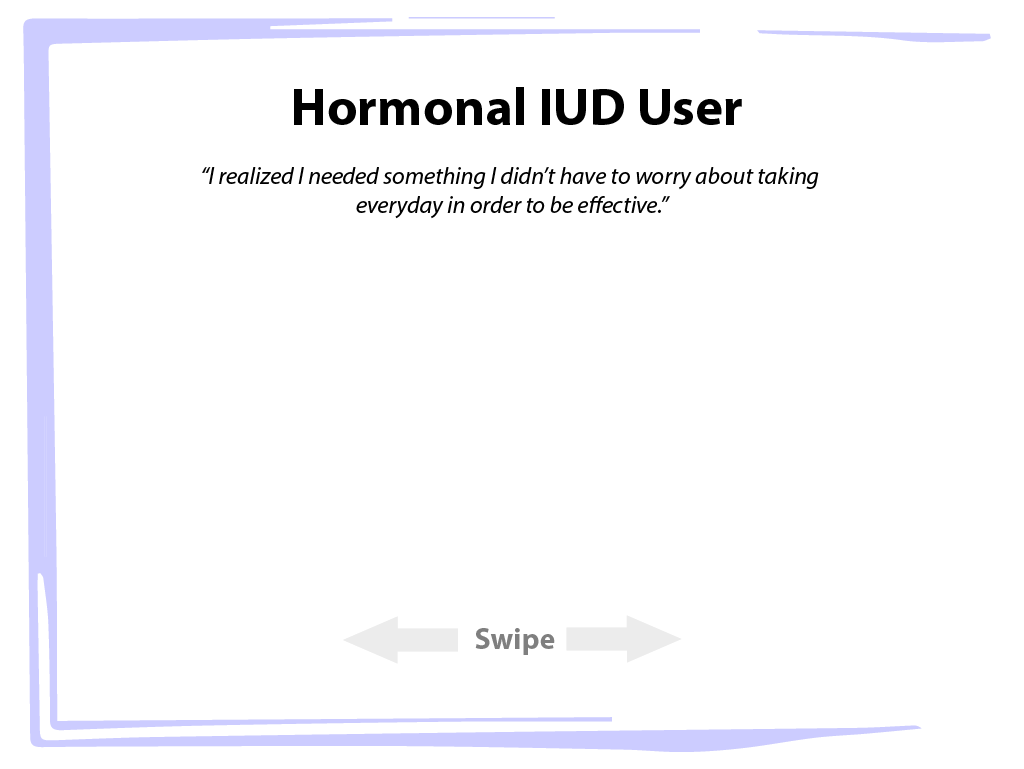 Hormonal IUD User
“I realized I needed something I didn’t have to worry about taking
everyday in order to be effective.”
Swipe